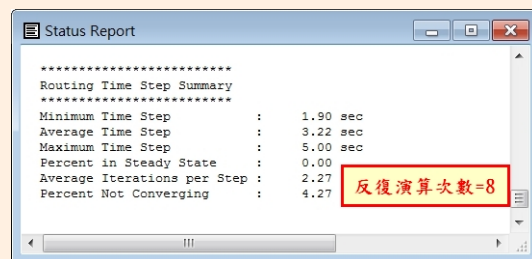 Status Report
**************************
Routing Time Step Summary
**************************
Minimum Time Step : 1.90 sec
Average Time Step : 3.22 sec
Maximum Time Step : 5.00 sec
Percent in Steady State : 0.00
Average Iterations per Step : 2.27
Percent Not Converging : 4.27
反復演算次數=8